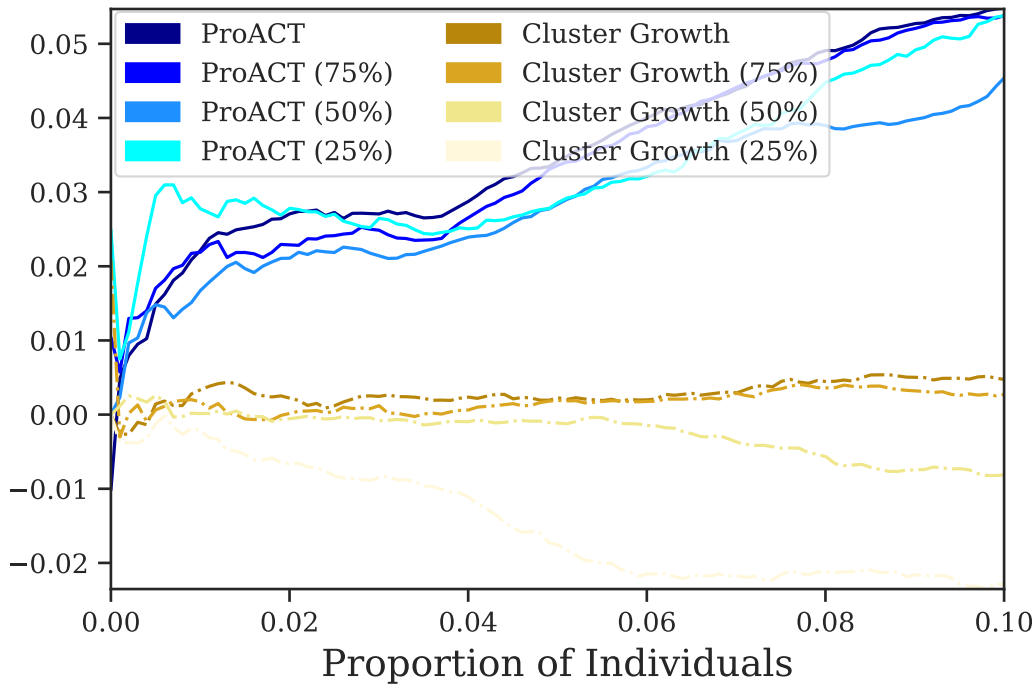 0.05
0.04
0.03
0.02
0.01
0.00
−0.01
−0.02
ProACT
ProACT (75%)
ProACT (50%)
ProACT (25%)
Cluster Growth
Cluster Growth (75%)
Cluster Growth (50%)
Cluster Growth (25%)
0.00 0.02 0.04 0.06 0.08 0.10
Proportion of Individuals